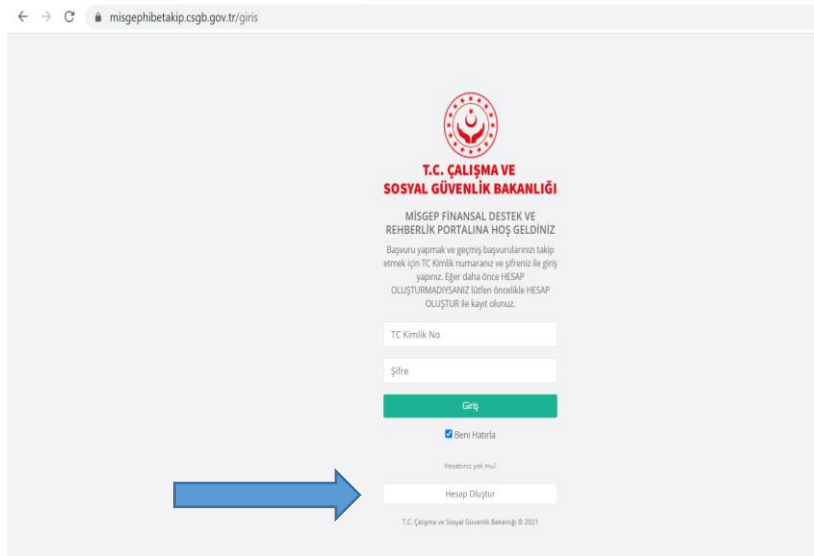 misgephibetakip.csgb.gov.tr/giris
T.C. ÇALIŞMA VE
SOSYAL GÜVENLİK BAKANLIĞI
MİSGEP FİNANSAL DESTEK VE
REHBERLİK PORTALINA HOŞ GELDİNİZ
Başvuru yapmak ve geçmiş başvurularınızı takip
etmek için TC Kimlik numaranız ve şifreniz ile giriş
yapınız. Eğer daha önce HESAP
OLUŞTURMADIYSANIZ lütfen öncelikle HESAP
OLUŞTUR ile kayıt olunuz.
TC Kimlik No
Şifre
Giriş
Beni Hatırla
Hesabınız yok mu?
Hesap Oluştur
T.C. Çalışma ve Sosyal Güvenlik Bakanlığı © 2021